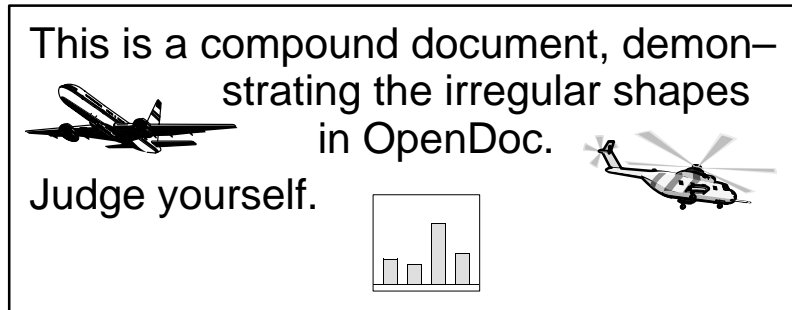 This is a compound document, demon–
strating the irregular shapes
in OpenDoc.
Judge yourself.